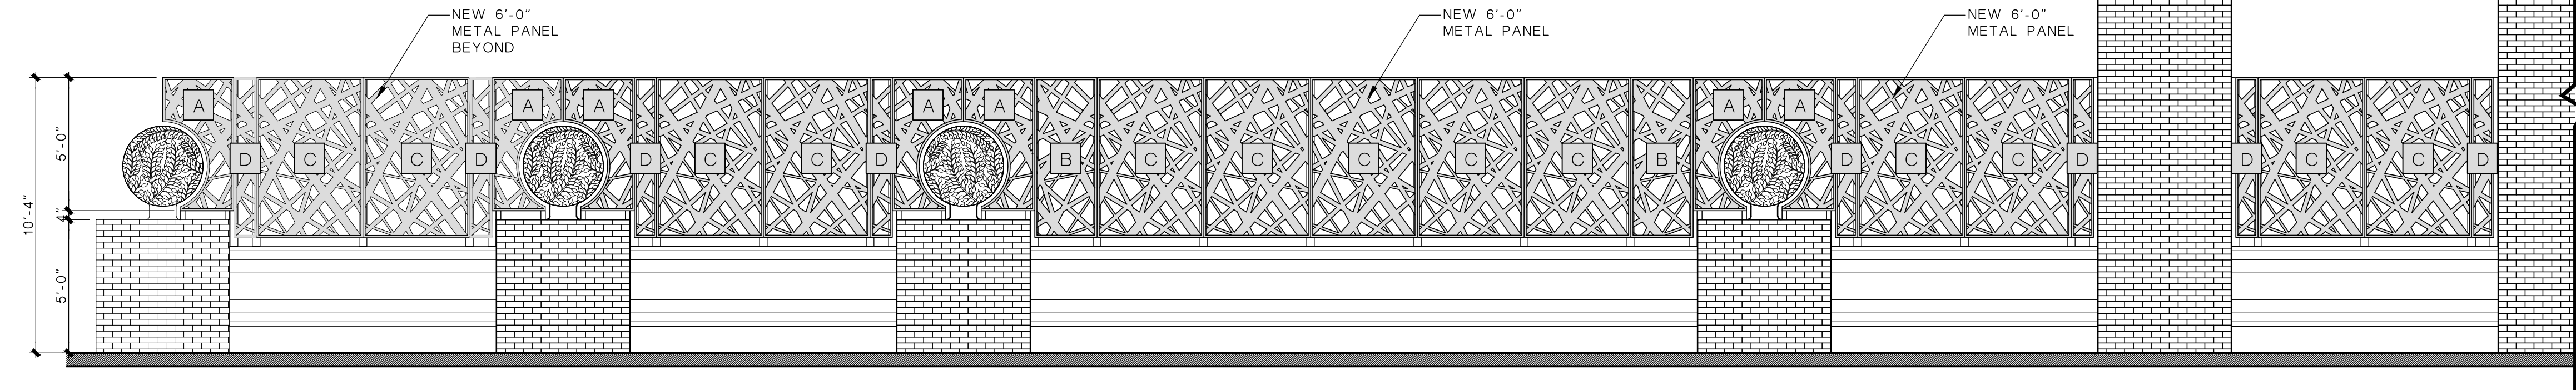 NEW 6'-0"
METAL PANEL
BEYOND
NEW 6'-0"
METAL PANEL
NEW 6'-0"
METAL PANEL
A A A A A A A
D C C D D C C D B C C C C C B D C C D D C C D
10'-4"
5'-0"
4"
5'-0"